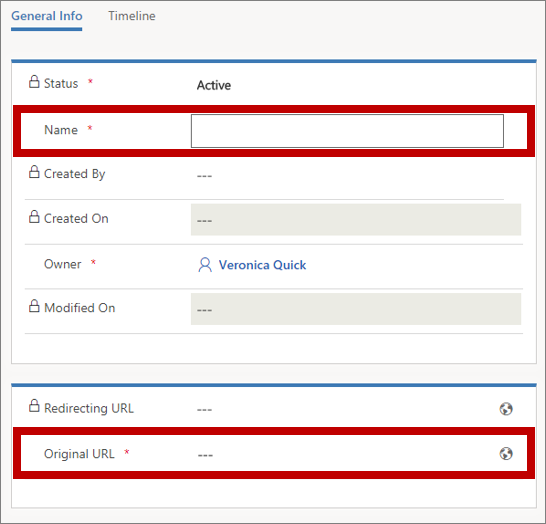 General Info Timeline
Status * Active
Name *
Created By ---
Created On ---
Owner * Veronica Quick
Modified On ---
Redirecting URL ---
Original URL * ---